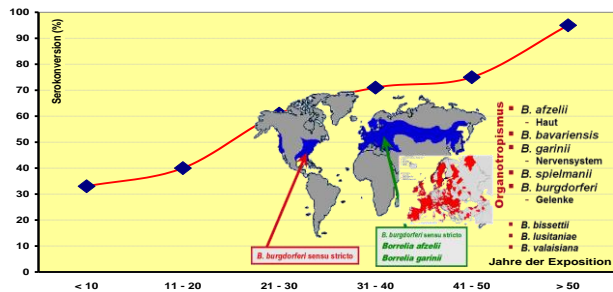 100
90
80
70
60
50
40
30
20
10
0
Serokonversion (%)
B. burgdorferi sensu stricto
B. burgdorferi sensu stricto
Borrelia afzelii
Borrelia garinii
Organotropismus
B. afzelii
- Haut
B. bavariensis
B. garinii
- Nervensystem
B. spielmanii
B. burgdorferi
- Gelenke
B. bissettii
B. lusitaniae
B. valaisiana
Jahre der Exposition
< 10
11 - 20
21 - 30
31 - 40
41 - 50
> 50